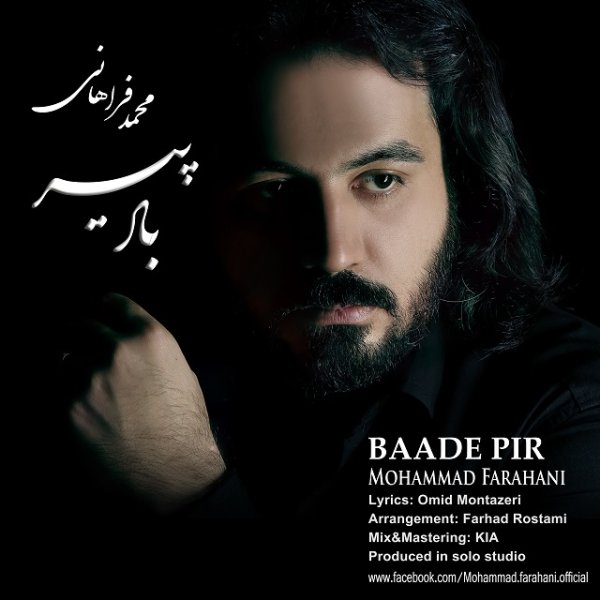 محمد فراهانی
باد پیر
BAADE PIR
MOHAMMAD FARAHANI
Lyrics: Omid Montazeri
Arrangement: Farhad Rostami
Mix&Mastering: KIA
Produced in solo studio
www.facebook.com/Mohammad.farahani.official